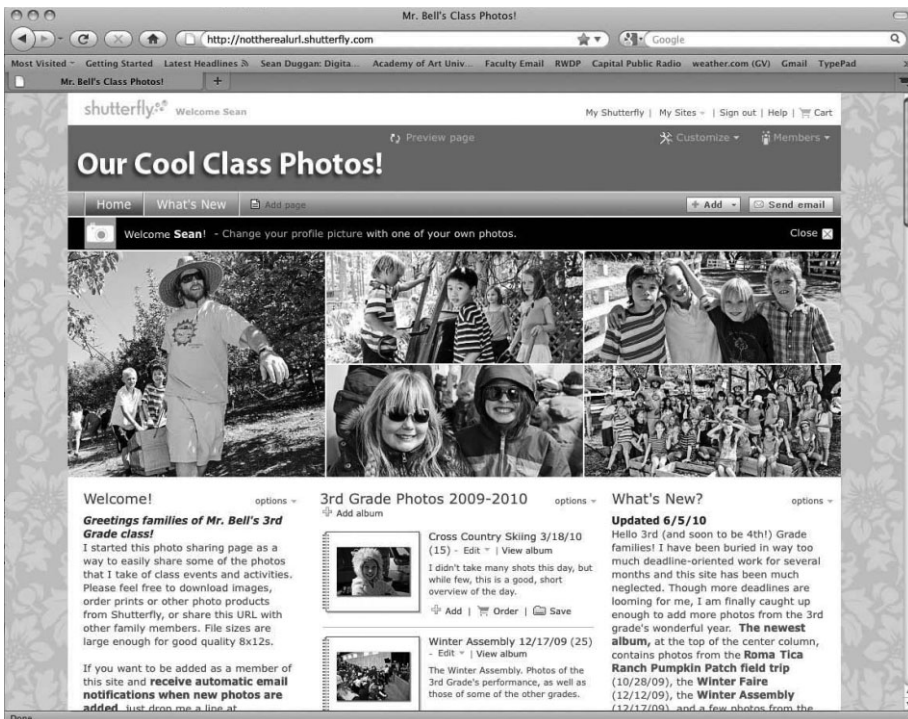 Mr. Bell's Class Photos!
http://nottherealurl.shutterfly.com
Google
Most Visited Getting Started Latest Headlines Sean Duggan: Digita... Academy of Art Univ... Faculty Email RWDP Capital Public Radio weather.com (GV) Gmail TypePad
Mr. Bell's Class Photos!
shutterfly Welcome Sean
My Shutterfly | My Sites | Sign out | Help | Cart
Preview page
Customize
Members
Our Cool Class Photos!
Home What's New Add page
+ Add Send email
Welcome Sean! - Change your profile picture with one of your own photos.
Close
Welcome!
options
Greetings families of Mr. Bell's 3rd
Grade class!
I started this photo sharing page as a
way to easily share some of the photos
that I take of class events and activities.
Please feel free to download images,
order prints or other photo products
from Shutterfly, or share this URL with
other family members. File sizes are
large enough for good quality 8x12s.
If you want to be added as a member of
this site and receive automatic email
notifications when new photos are
added, just drop me a line at
3rd Grade Photos 2009-2010
options
Add album
Cross Country Skiing 3/18/10
(15) - Edit | View album
I didn't take many shots this day, but
while few, this is a good, short
overview of the day.
Add | Order | Save
Winter Assembly 12/17/09 (25)
- Edit | View album
The Winter Assembly. Photos of the
3rd Grade's performance, as well as
those of some of the other grades.
What's New?
options
Updated 6/5/10
Hello 3rd (and soon to be 4th!) Grade
families! I have been buried in way too
much deadline-oriented work for several
months and this site has been much
neglected. Though more deadlines are
looming for me, I am finally caught up
enough to add more photos from the 3rd
grade's wonderful year. The newest
album, at the top of the center column,
contains photos from the Roma Tica
Ranch Pumpkin Patch field trip
(10/28/09), the Winter Faire
(12/12/09), the Winter Assembly
(12/17/09), and a few photos from the
Done